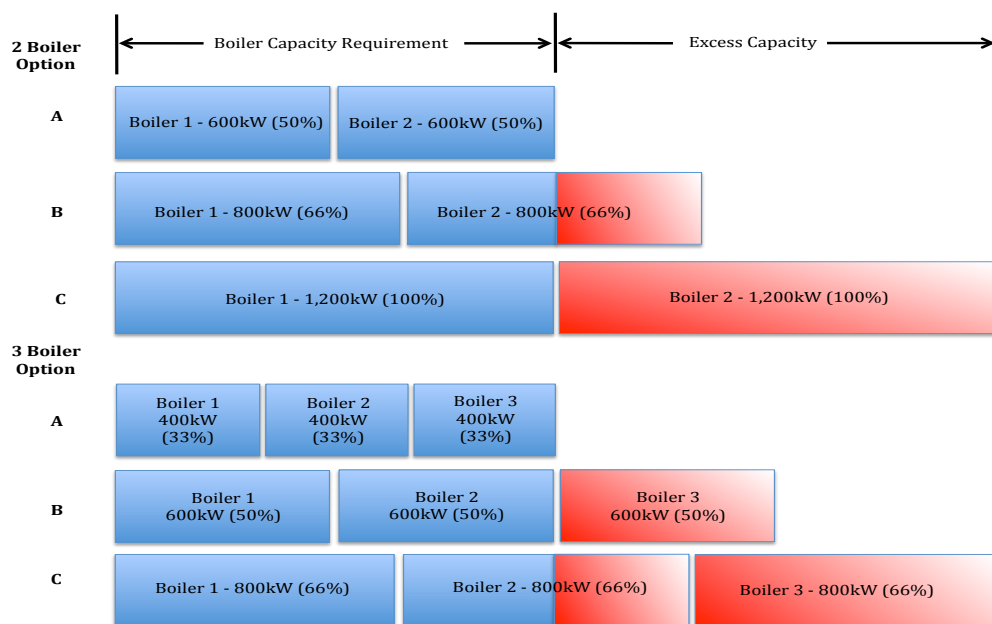 2 Boiler
Option
Boiler Capacity Requirement
Excess Capacity
A
Boiler 1 - 600kW (50%)
Boiler 2 - 600kW (50%)
B
Boiler 1 - 800kW (66%)
Boiler 2 - 800kW (66%)
C
Boiler 1 - 1,200kW (100%)
Boiler 2 - 1,200kW (100%)
3 Boiler
Option
A
Boiler 1
400kW
(33%)
Boiler 2
400kW
(33%)
Boiler 3
400kW
(33%)
B
Boiler 1
600kW (50%)
Boiler 2
600kW (50%)
Boiler 3
600kW (50%)
C
Boiler 1 - 800kW (66%)
Boiler 2 - 800kW (66%)
Boiler 3 - 800kW (66%)